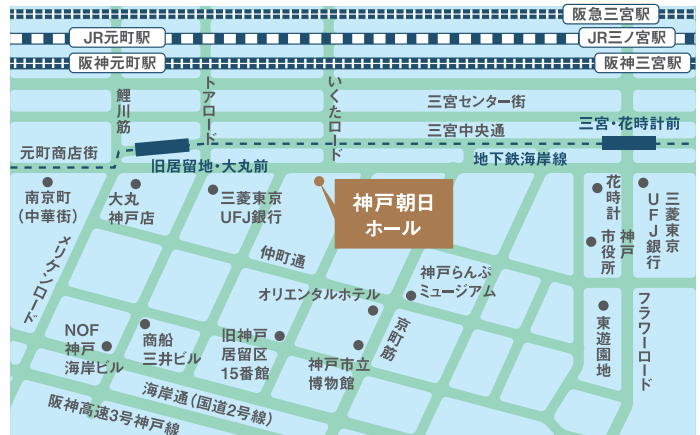 阪急三宮駅
JR元町駅
JR三ノ宮駅
阪神元町駅
阪神三宮駅
鯉川筋
トアロード
いくたロード
三宮センター街
三宮中央通
三宮・花時計前
元町商店街
旧居留地・大丸前
地下鉄海岸線
南京町
（中華街）
大丸
神戸店
三菱東京
UFJ銀行
神戸朝日
ホール
花時計
神戸
市役所
三菱東京
UFJ銀行
メリケンロード
仲町通
神戸らんぷ
ミュージアム
オリエンタルホテル
京町筋
東遊園地
フラワーロード
NOF
神戸
海岸ビル
商船
三井ビル
旧神戸
居留区
15番館
神戸市立
博物館
海岸通（国道2号線）
阪神高速3号神戸線